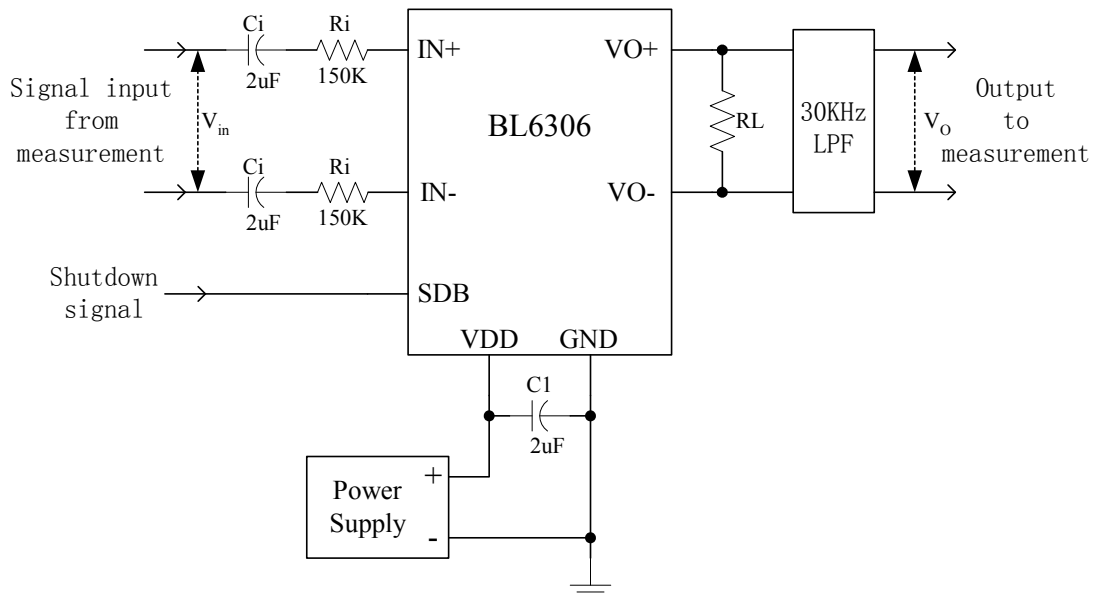 Ci
Ri
2uF
150K
IN+
VO+
Signal input
from
measurement
Vin
BL6306
RL
30KHz
LPF
VO
Output
to
measurement
Ci
Ri
2uF
150K
IN-
VO-
Shutdown
signal
SDB
VDD
GND
C1
2uF
+
Power
Supply
-